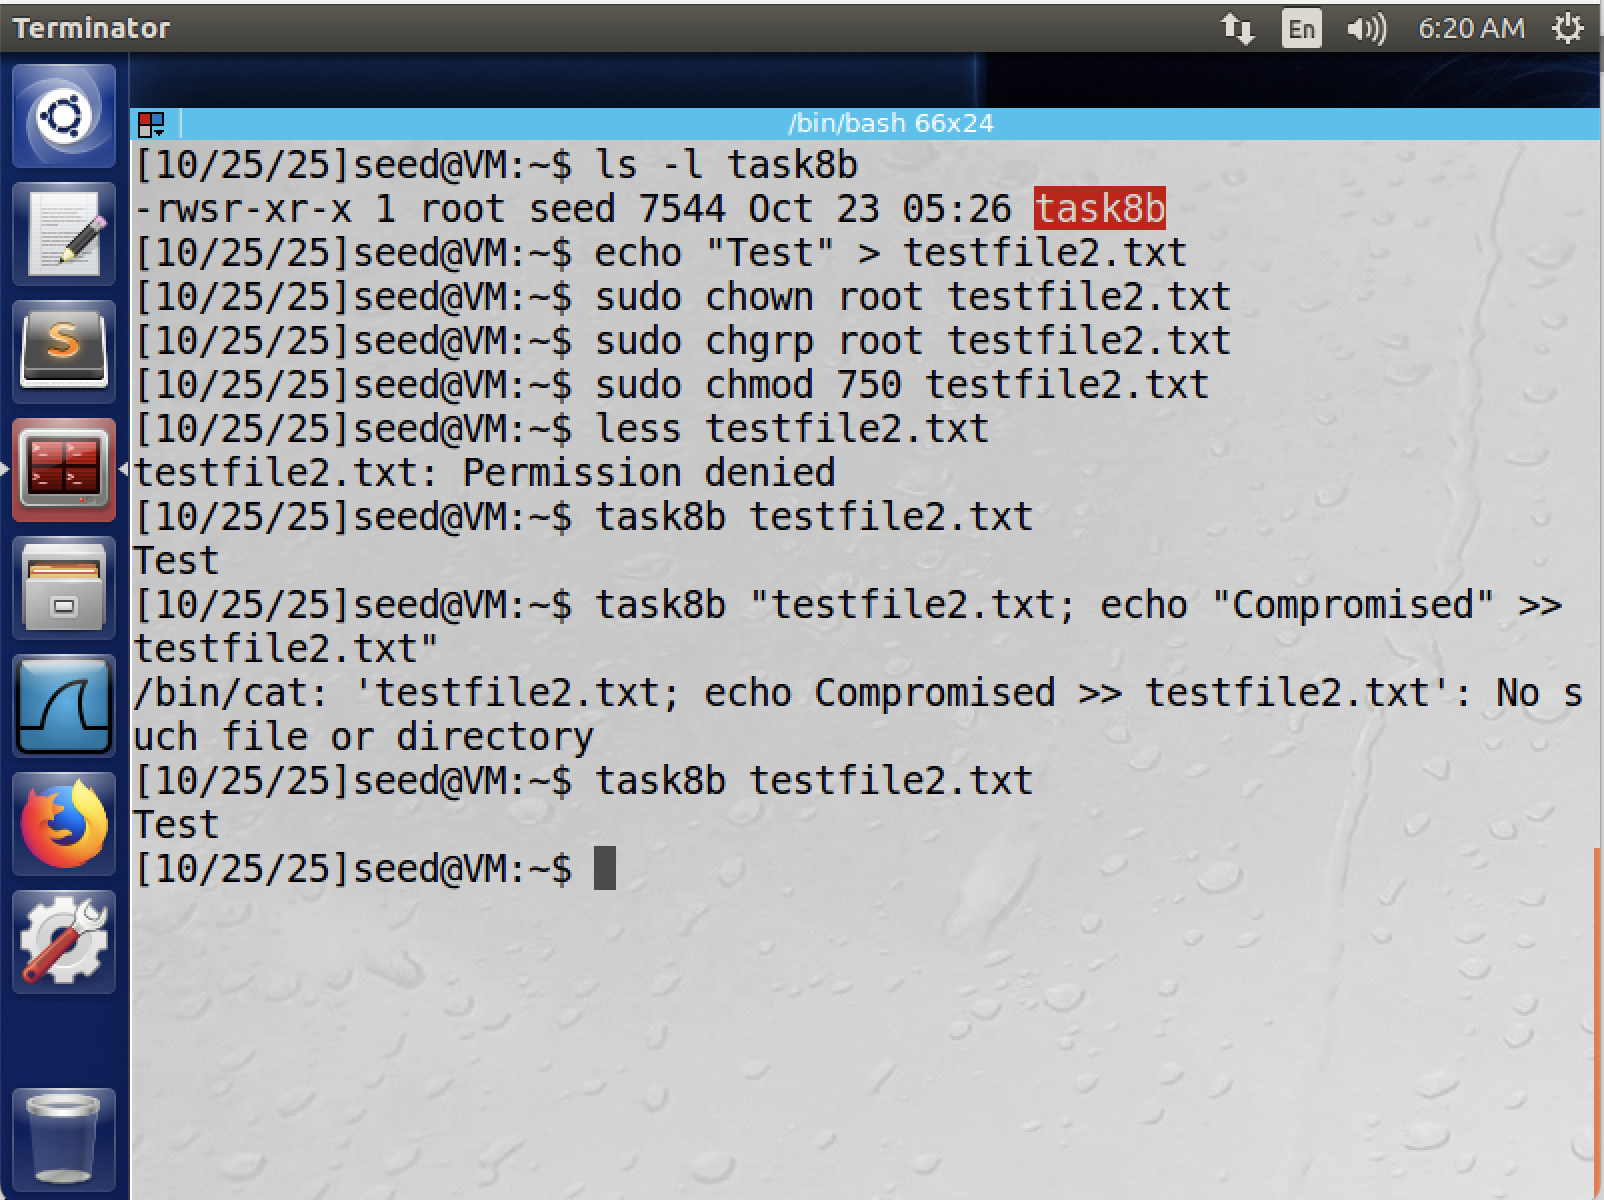 Terminator
En
6:20 AM
/bin/bash 66x24
[10/25/25]seed@VM:~$ ls -l task8b
-rwsr-xr-x 1 root seed 7544 Oct 23 05:26 task8b
[10/25/25]seed@VM:~$ echo "Test" > testfile2.txt
[10/25/25]seed@VM:~$ sudo chown root testfile2.txt
[10/25/25]seed@VM:~$ sudo chgrp root testfile2.txt
[10/25/25]seed@VM:~$ sudo chmod 750 testfile2.txt
[10/25/25]seed@VM:~$ less testfile2.txt
testfile2.txt: Permission denied
[10/25/25]seed@VM:~$ task8b testfile2.txt
Test
[10/25/25]seed@VM:~$ task8b "testfile2.txt; echo "Compromised" >>
testfile2.txt"
/bin/cat: 'testfile2.txt; echo Compromised >> testfile2.txt': No s
uch file or directory
[10/25/25]seed@VM:~$ task8b testfile2.txt
Test
[10/25/25]seed@VM:~$